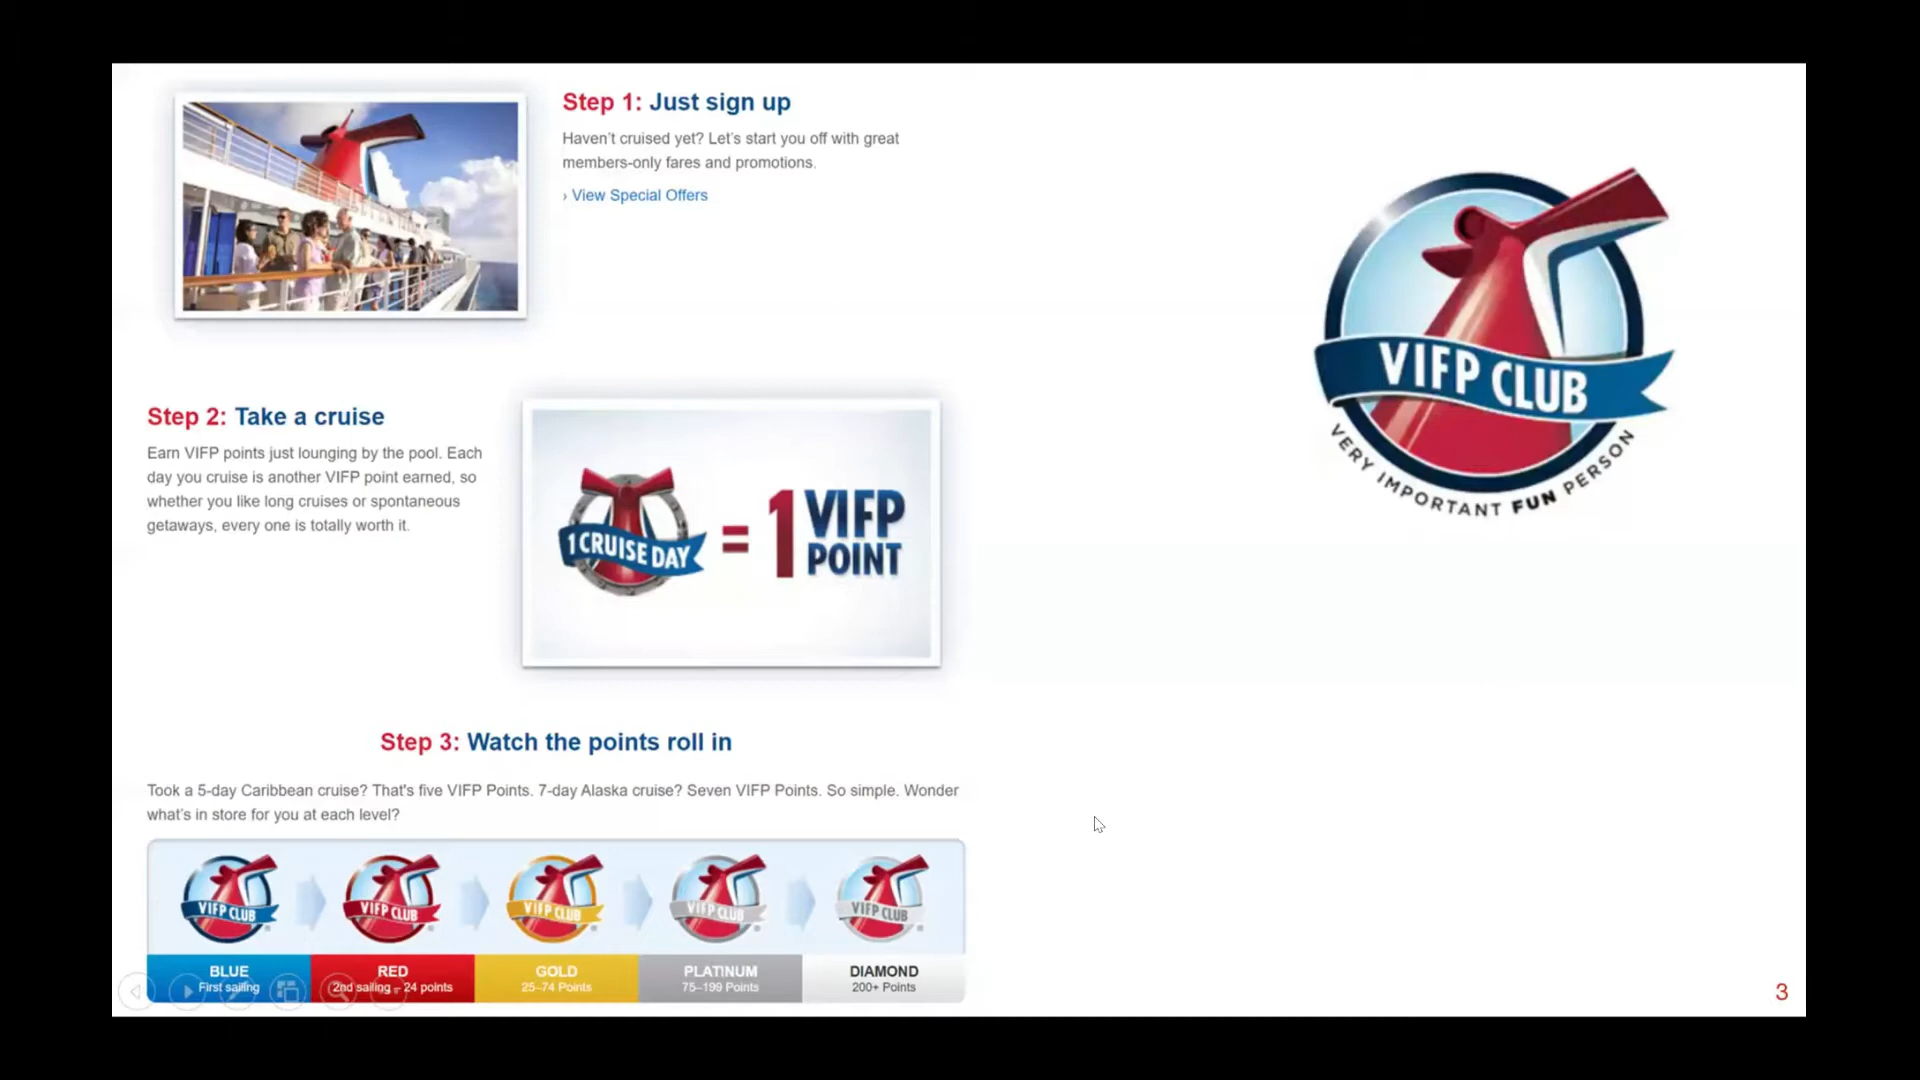 Step 1: Just sign up
Haven't cruised yet? Let's start you off with great
members-only fares and promotions.
› View Special Offers
VIFP CLUB
VERY IMPORTANT FUN PERSON
Step 2: Take a cruise
Earn VIFP points just lounging by the pool. Each
day you cruise is another VIFP point earned, so
whether you like long cruises or spontaneous
getaways, every one is totally worth it.
1 CRUISE DAY = 1 VIFP POINT
Step 3: Watch the points roll in
Took a 5-day Caribbean cruise? That's five VIFP Points. 7-day Alaska cruise? Seven VIFP Points. So simple. Wonder
what's in store for you at each level?
VIFP CLUB
VIFP CLUB
VIFP CLUB
VIFP CLUB
VIFP CLUB
BLUE
First sailing
RED
2nd sailing – 24 points
GOLD
25–74 Points
PLATINUM
75–199 Points
DIAMOND
200+ Points
3